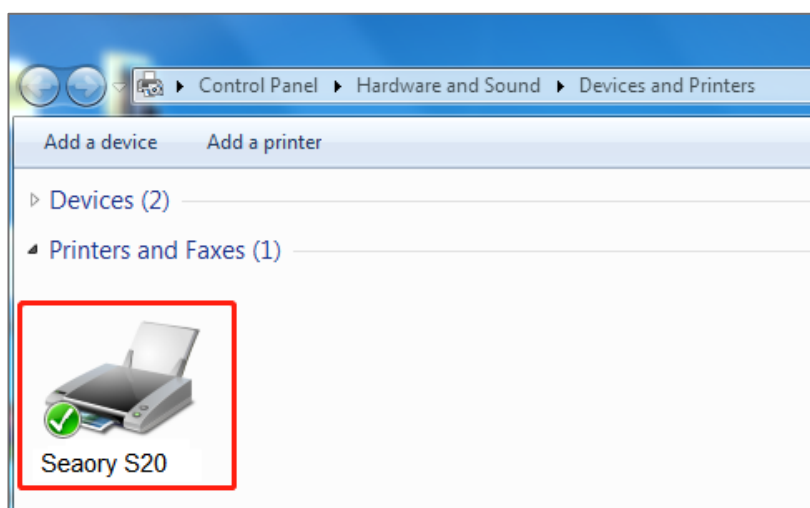 Control Panel Hardware and Sound Devices and Printers
Add a device Add a printer
Devices (2)
Printers and Faxes (1)
Seaory S20